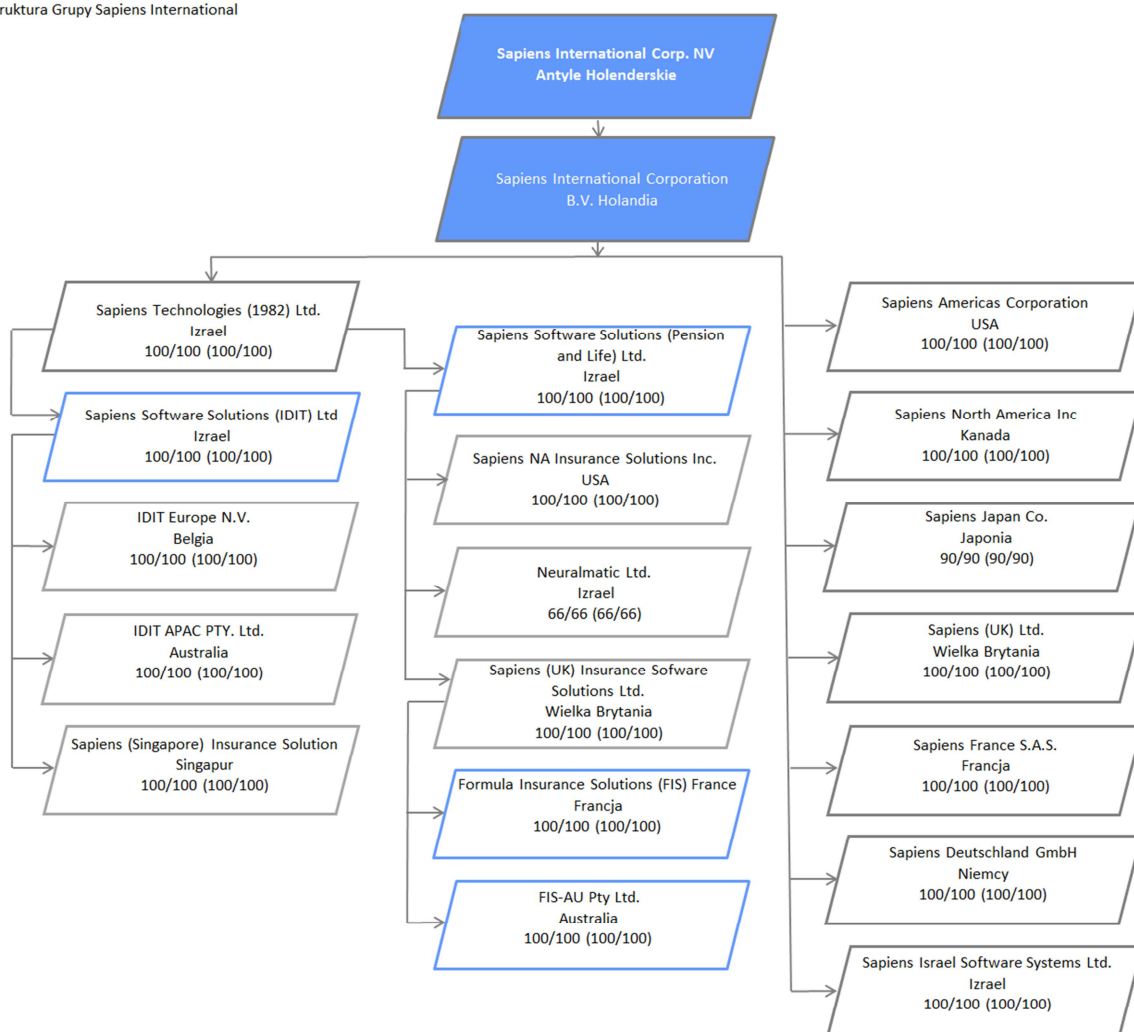 ruktura Grupy Sapiens International
Sapiens International Corp. NV
Antyle Holenderskie
Sapiens International Corporation
B.V. Holandia
Sapiens Technologies (1982) Ltd.
Izrael
100/100 (100/100)
Sapiens Software Solutions (IDIT) Ltd
Izrael
100/100 (100/100)
IDIT Europe N.V.
Belgia
100/100 (100/100)
IDIT APAC PTY. Ltd.
Australia
100/100 (100/100)
Sapiens (Singapore) Insurance Solution
Singapur
100/100 (100/100)
Sapiens Software Solutions (Pension
and Life) Ltd.
Izrael
100/100 (100/100)
Sapiens NA Insurance Solutions Inc.
USA
100/100 (100/100)
Neuralmatic Ltd.
Izrael
66/66 (66/66)
Sapiens (UK) Insurance Sofware
Solutions Ltd.
Wielka Brytania
100/100 (100/100)
Formula Insurance Solutions (FIS) France
Francja
100/100 (100/100)
FIS-AU Pty Ltd.
Australia
100/100 (100/100)
Sapiens Americas Corporation
USA
100/100 (100/100)
Sapiens North America Inc
Kanada
100/100 (100/100)
Sapiens Japan Co.
Japonia
90/90 (90/90)
Sapiens (UK) Ltd.
Wielka Brytania
100/100 (100/100)
Sapiens France S.A.S.
Francja
100/100 (100/100)
Sapiens Deutschland GmbH
Niemcy
100/100 (100/100)
Sapiens Israel Software Systems Ltd.
Izrael
100/100 (100/100)